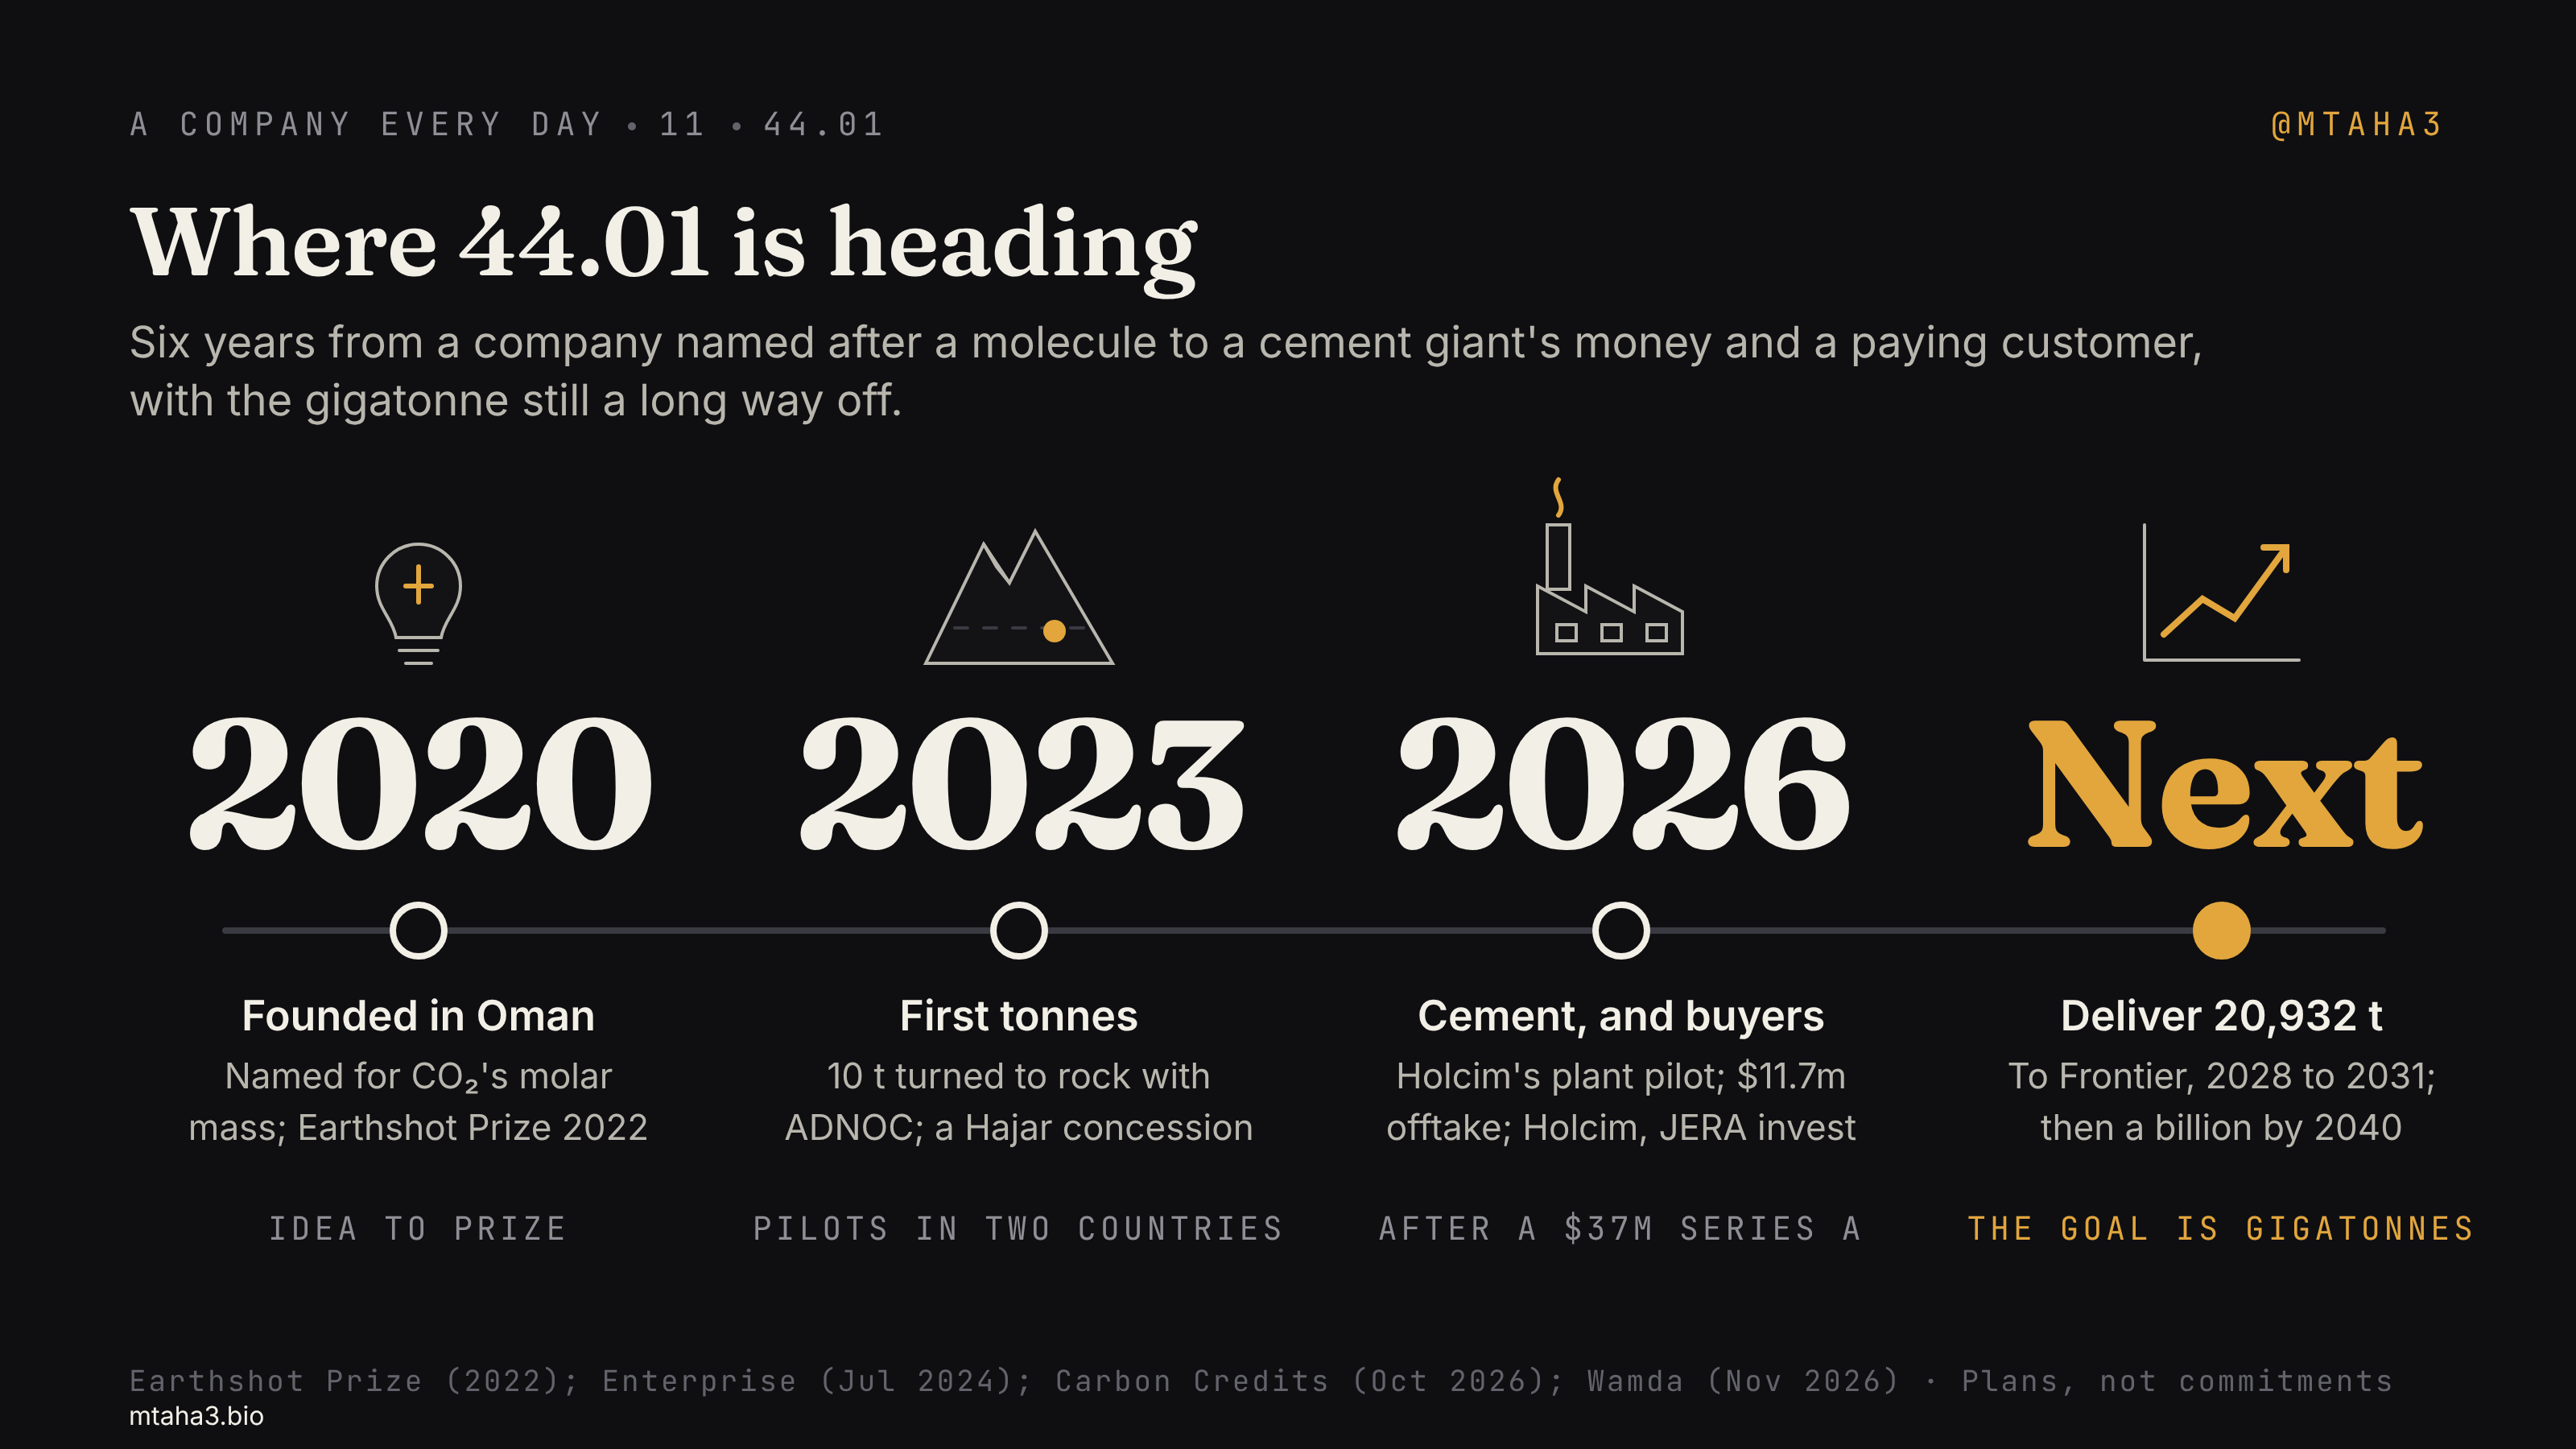 A COMPANY EVERY DAY · 11 · 44.01
@MTAHA3
Where 44.01 is heading
Six years from a company named after a molecule to a cement giant's money and a paying customer,
with the gigatonne still a long way off.
2020
2023
2026
Next
Founded in Oman
Named for CO₂'s molar
mass; Earthshot Prize 2022
IDEA TO PRIZE
First tonnes
10 t turned to rock with
ADNOC; a Hajar concession
PILOTS IN TWO COUNTRIES
Cement, and buyers
Holcim's plant pilot; $11.7m
offtake; Holcim, JERA invest
AFTER A $37M SERIES A
Deliver 20,932 t
To Frontier, 2028 to 2031;
then a billion by 2040
THE GOAL IS GIGATONNES
Earthshot Prize (2022); Enterprise (Jul 2024); Carbon Credits (Oct 2026); Wamda (Nov 2026) · Plans, not commitments
mtaha3.bio